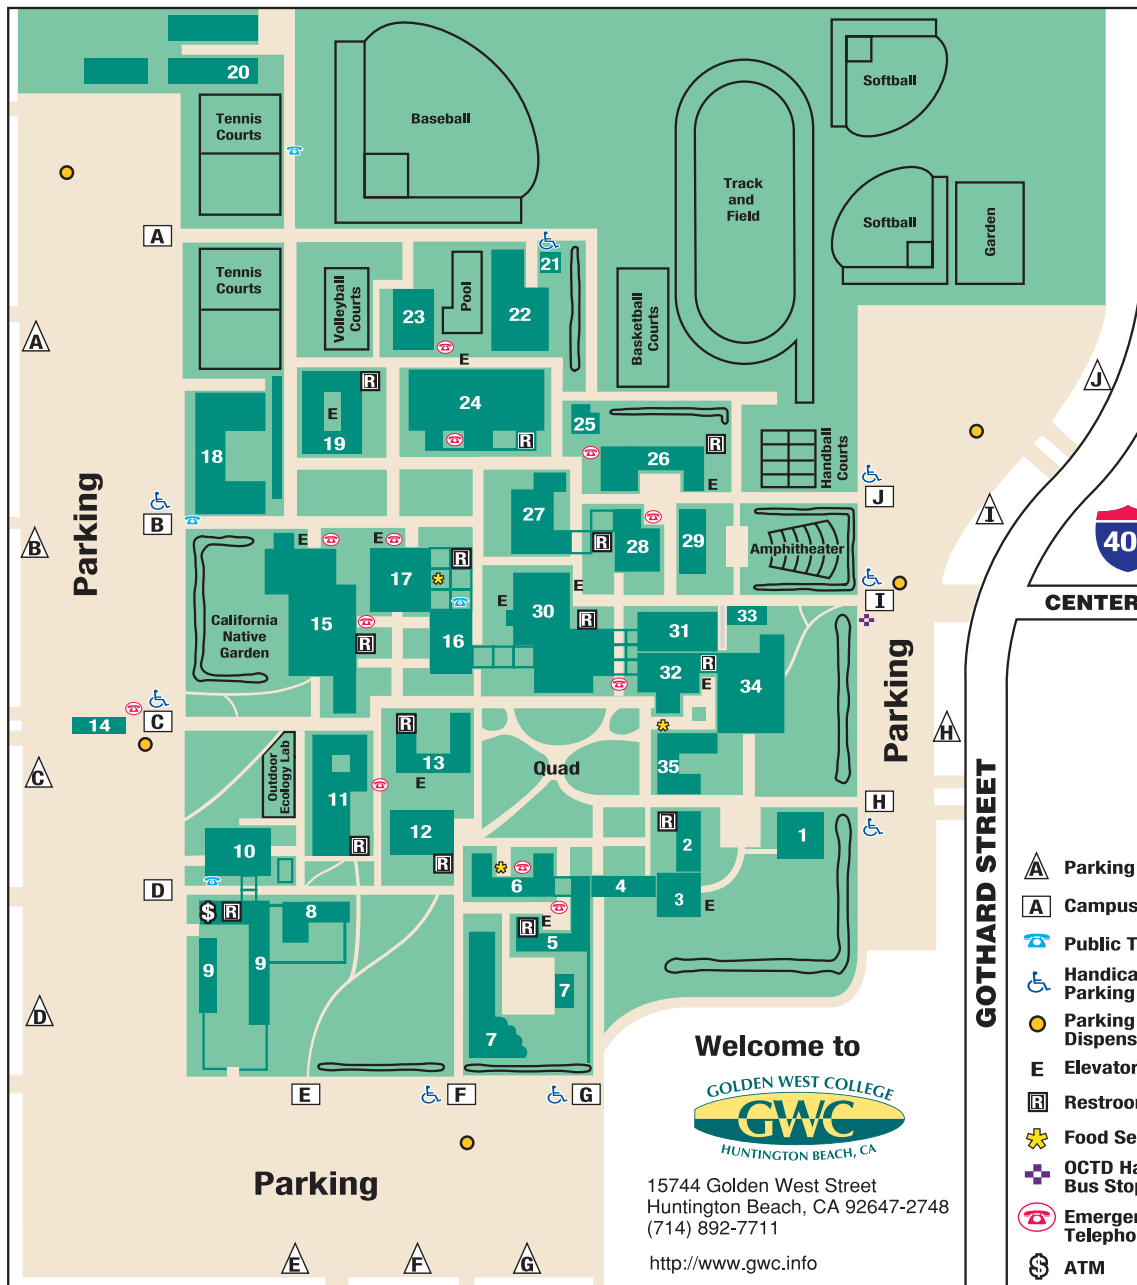 20
Tennis
Courts
Baseball
Softball
Track
and
Field
Softball
Garden
A
Tennis
Courts
Volleyball
Courts
Pool
21
22
23
Basketball
Courts
A
J
E
R
24
E
19
R
25
R
26
E
Handball
Courts
18
Parking
B
J
I
27
R
28
29
Amphitheater
40
B
E
E
17
R
E
E
30
R
I
CENTER
33
California
Native
Garden
15
R
16
31
32
R
E
34
Parking
C
14
H
R
13
E
Quad
35
Outdoor
Ecology Lab
11
R
C
H
GOTHARD STREET
12
R
R
2
1
10
D
6
4
3
E
R
8
R
E
5
9
9
7
7
D
A Parking
A Campus
Public T
Handica
Parking
Parking
Dispens
E Elevator
R Restroo
Food Se
OCTD Ha
Bus Stop
Emerge
Telepho
$ ATM
E
F
G
Welcome to
GOLDEN WEST COLLEGE
GWC
HUNTINGTON BEACH, CA
Parking
15744 Golden West Street
Huntington Beach, CA 92647-2748
(714) 892-7711
http://www.gwc.info
E
F
G